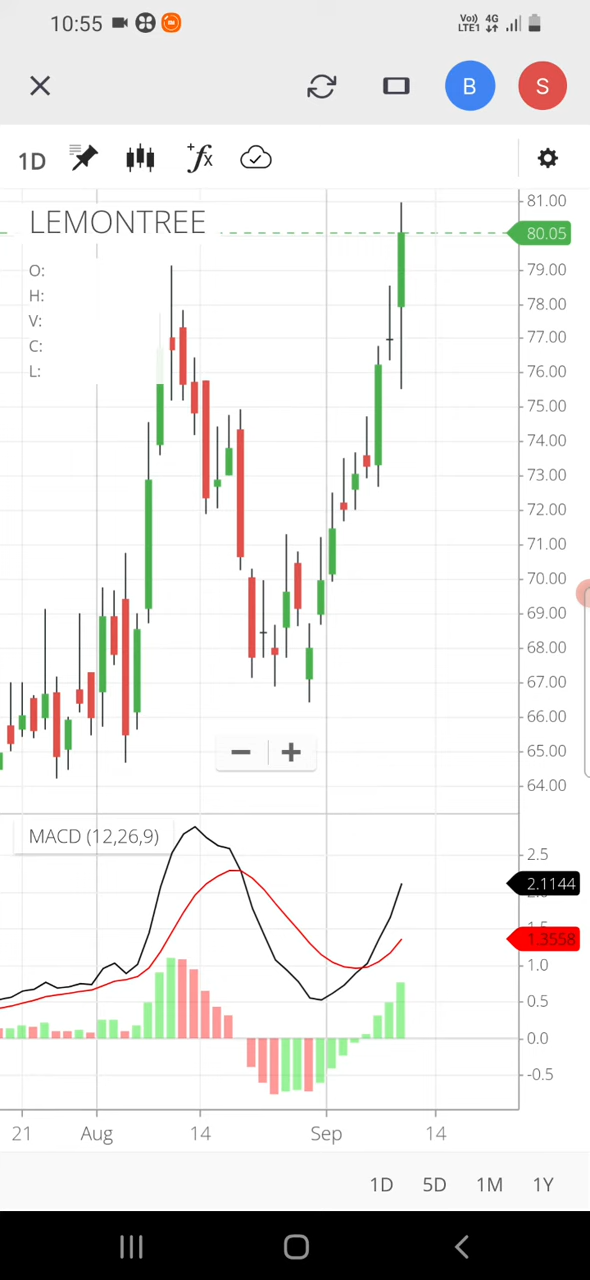 10:55
Vo)) 4G
LTE1
B
S
1D
+fx
LEMONTREE
O:
H:
V:
C:
L:
81.00
80.05
79.00
78.00
77.00
76.00
75.00
74.00
73.00
72.00
71.00
70.00
69.00
68.00
67.00
66.00
65.00
64.00
MACD (12,26,9)
2.5
2.1144
1.3558
1.0
0.5
0.0
-0.5
21 Aug 14 Sep 14
1D 5D 1M 1Y